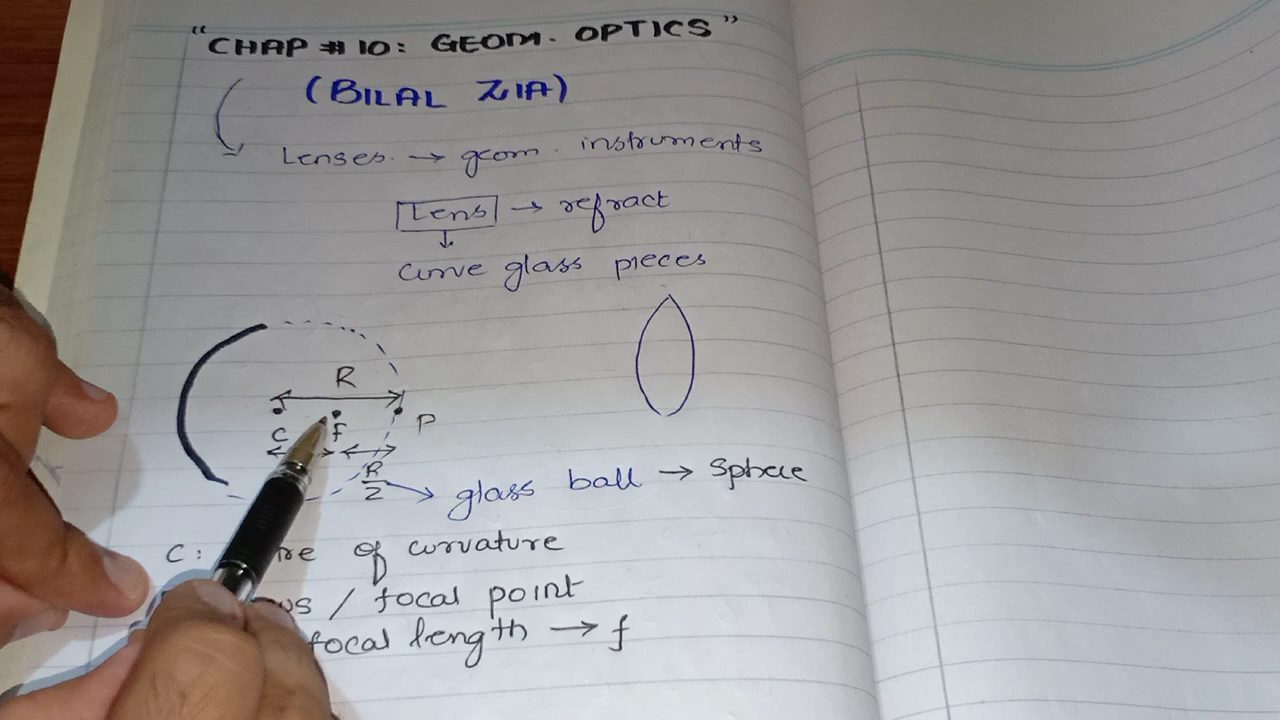 "CHAP # 10: GEOM. OPTICS"
(BILAL ZIA)
Lenses. → geom. instruments
Lens → refract
curve glass pieces
R
C F P
R/2
glass ball → Sphere
C: of curvature
/ focal point
focal length → f